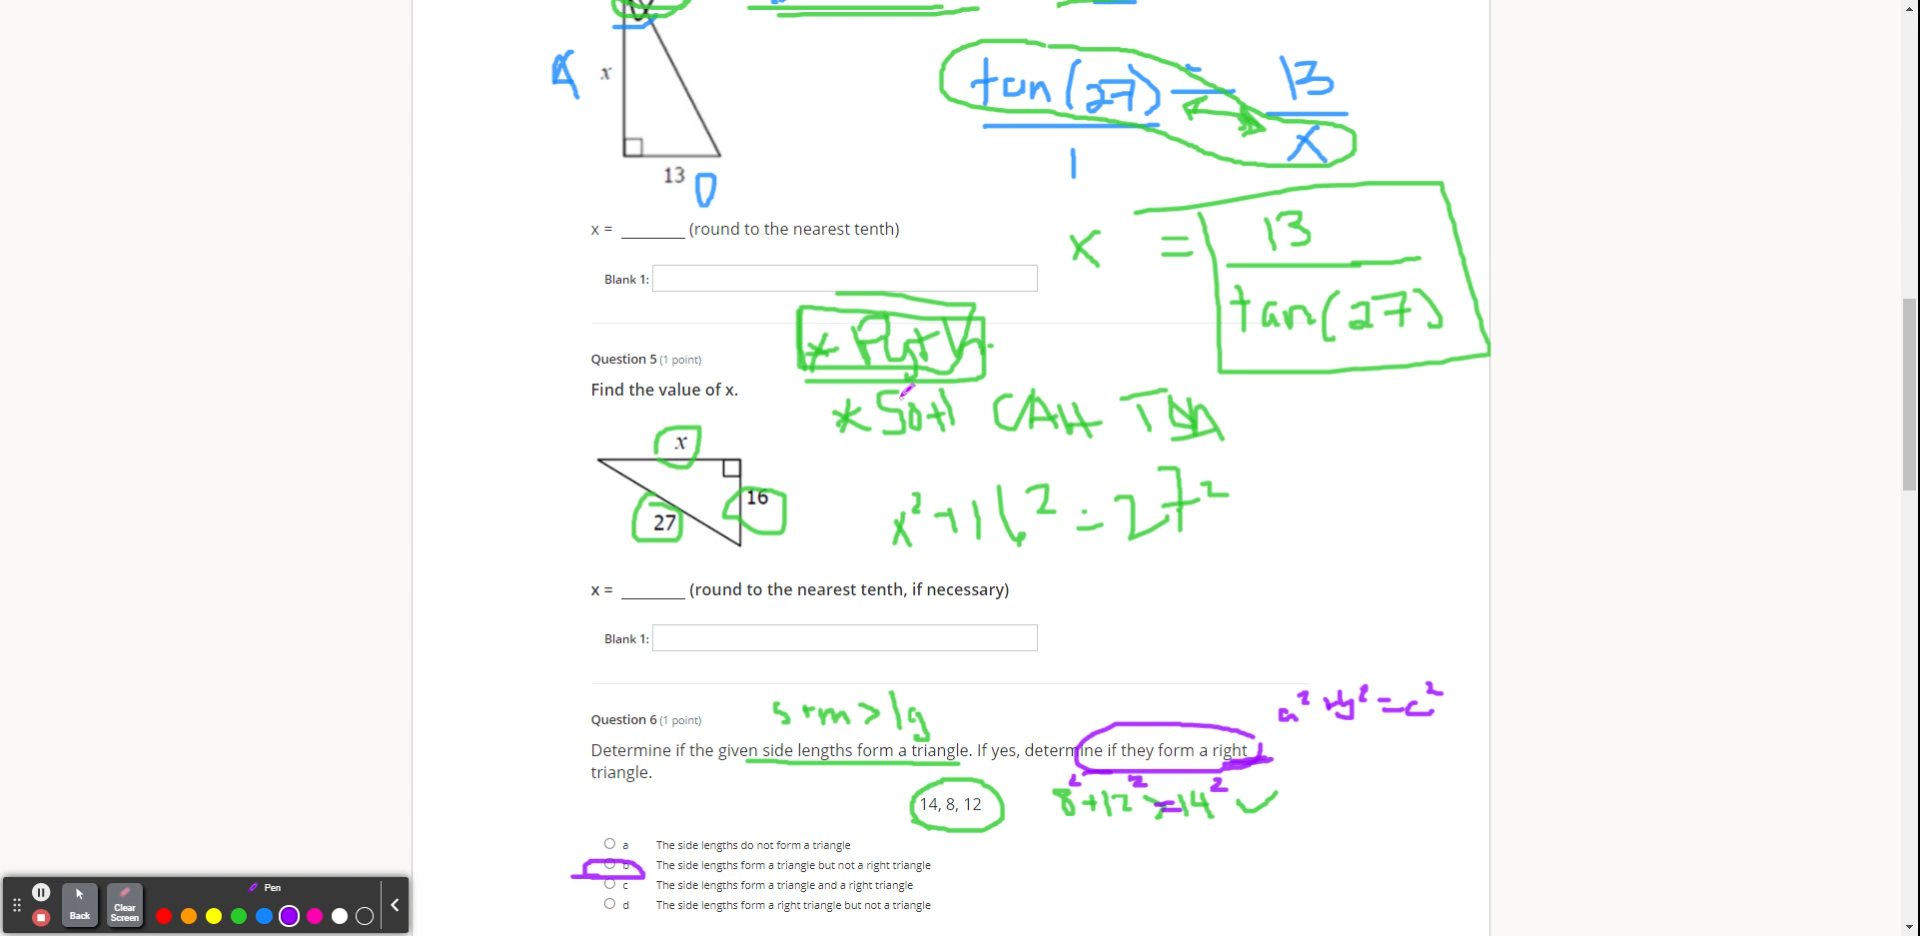 A x
tan(27) = 13
1 x
13 O
x = ______ (round to the nearest tenth)
x = 13
tan(27)
Blank 1:
* Pyth.
Question 5 (1 point)
Find the value of x.
* SOH CAH TOA
x
16
27
x² + 16² = 27²
x = ______ (round to the nearest tenth, if necessary)
Blank 1:
a² + b² = c²
Question 6 (1 point)
s + m > lg
Determine if the given side lengths form a triangle. If yes, determine if they form a right
triangle.
14, 8, 12
8² + 12² = 14²
a The side lengths do not form a triangle
b The side lengths form a triangle but not a right triangle
c The side lengths form a triangle and a right triangle
d The side lengths form a right triangle but not a triangle
Pen
Back
Clear
Screen